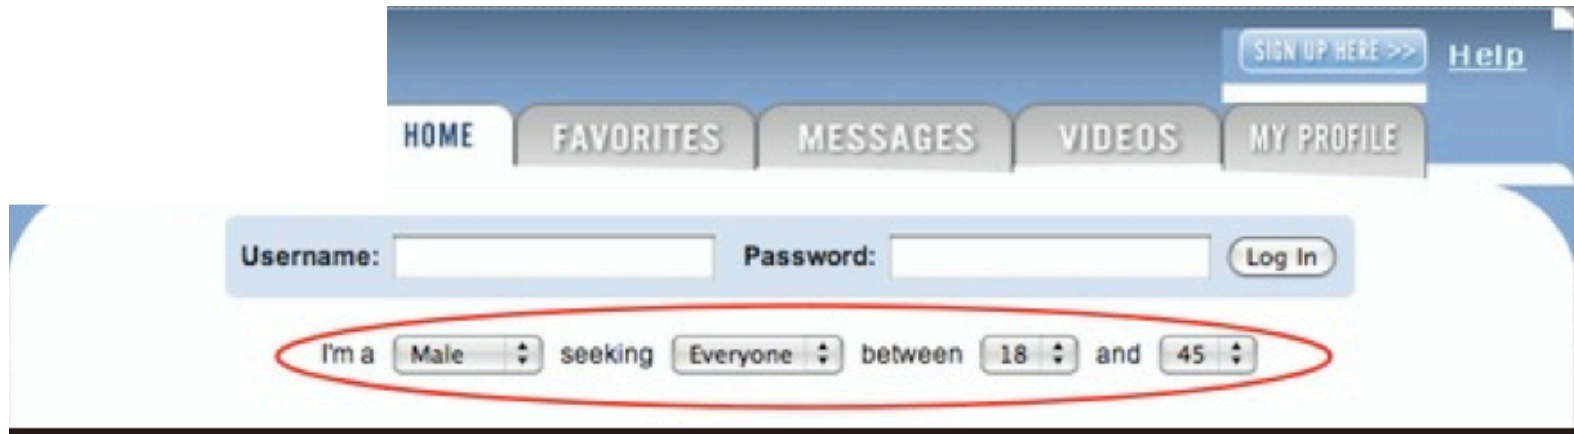 SIGN UP HERE >> Help
HOME FAVORITES MESSAGES VIDEOS MY PROFILE
Username: Password: Log In
I'm a Male seeking Everyone between 18 and 45